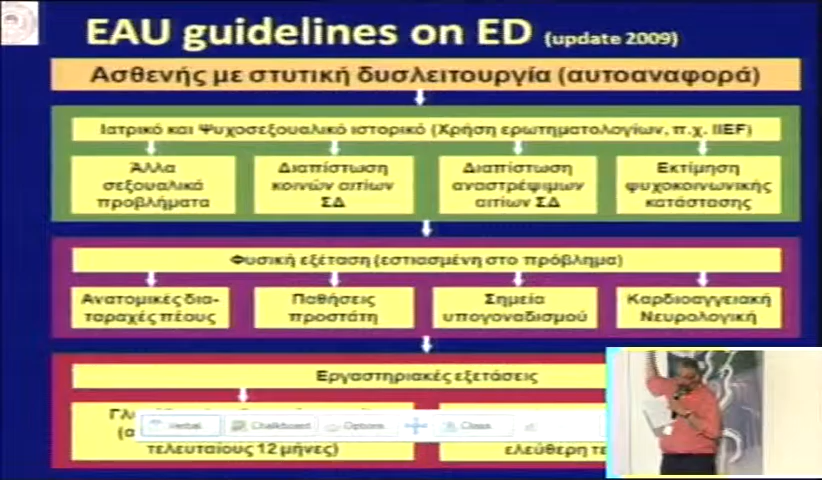 EAU guidelines on ED (update 2009)
Ασθενής με στυτική δυσλειτουργία (αυτοαναφορά)
Ιατρικό και Ψυχοσεξουαλικό ιστορικό (Χρήση ερωτηματολογίων, π.χ. IIEF)
Άλλα
σεξουαλικά
προβλήματα
Διαπίστωση
κοινών αιτίων
ΣΔ
Διαπίστωση
αναστρέψιμων
αιτίων ΣΔ
Εκτίμηση
ψυχοκοινωνικής
κατάστασης
Φυσική εξέταση (εστιασμένη στο πρόβλημα)
Ανατομικές δια-
ταραχές πέους
Παθήσεις
προστάτη
Σημεία
υπογοναδισμού
Καρδιοαγγειακή
Νευρολογική
Εργαστηριακές εξετάσεις
τελευταίους 12 μήνες)
ελεύθερη
Chalkboard
Options
Class